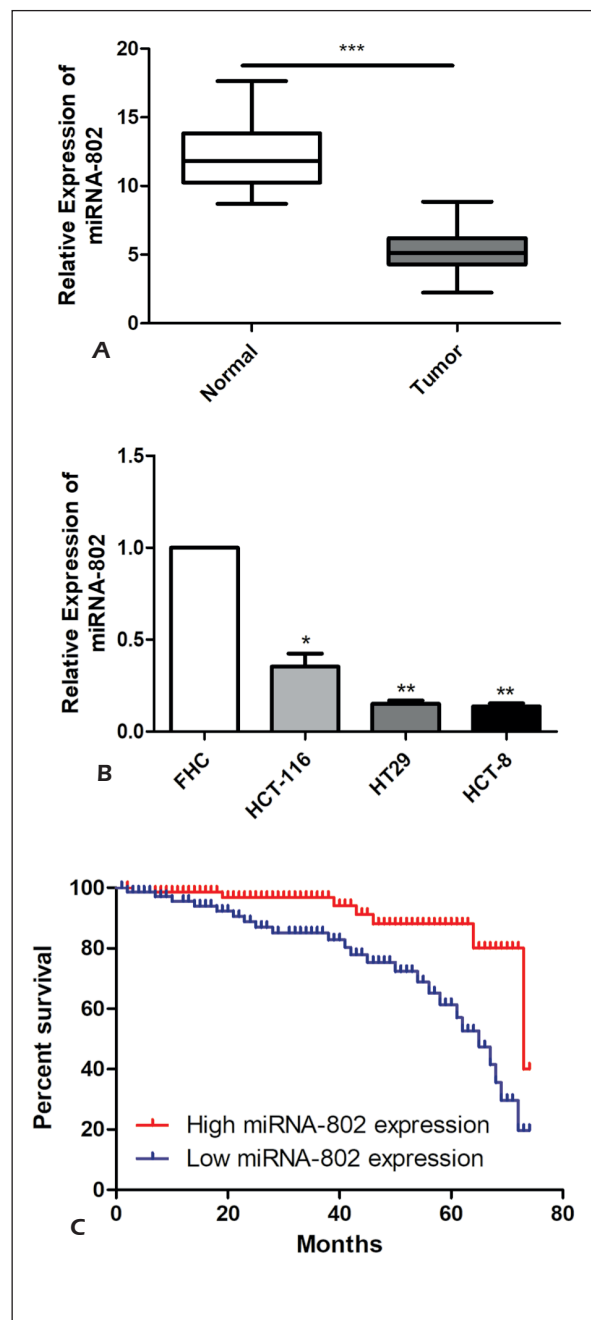 20
15
10
5
0
Relative Expression of
miRNA-802
***
Normal
Tumor
A
1.5
1.0
0.5
0.0
Relative Expression of
miRNA-802
*
**
**
FHC
HCT-116
HT29
HCT-8
B
100
80
60
40
20
0
Percent survival
High miRNA-802 expression
Low miRNA-802 expression
0
20
40
60
80
Months
C